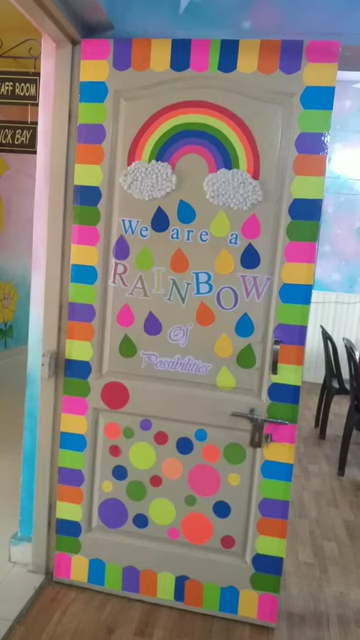 AFF ROOM
ICK BAY
We are a
RAINBOW
Of
Possibilities